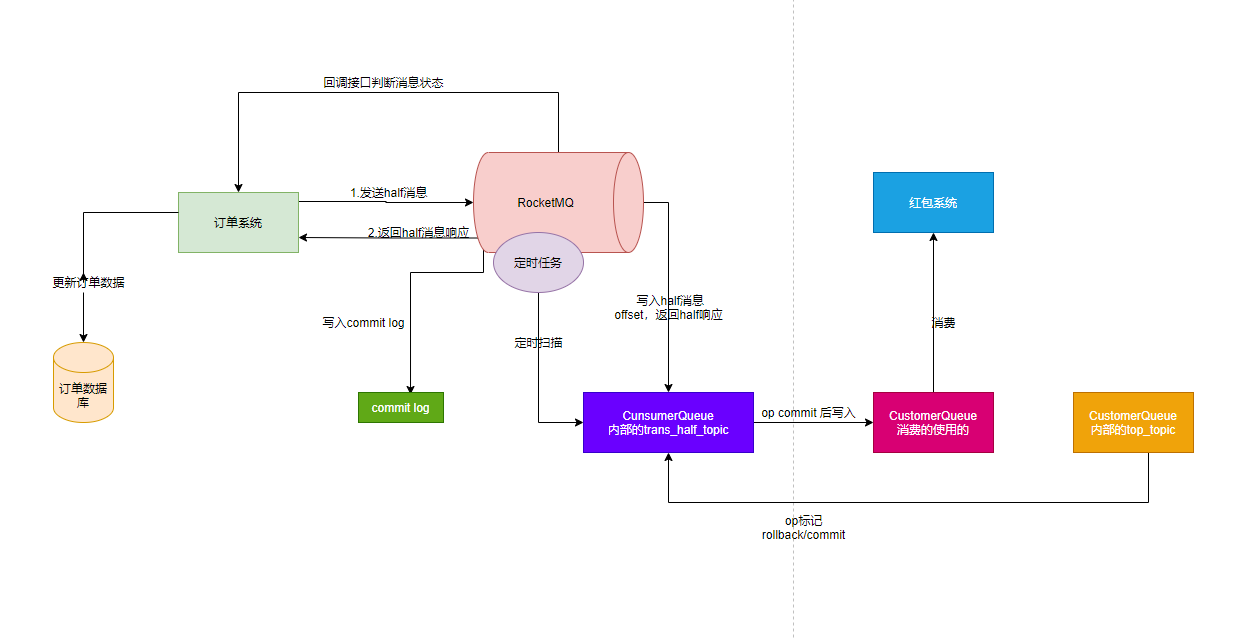 回调接口判断消息状态
1.发送half消息
RocketMQ
红包系统
订单系统
2.返回half消息响应
定时任务
更新订单数据
写入half消息
offset，返回half响应
写入commit log
定时扫描
消费
订单数据
库
commit log
CunsumerQueue
内部的trans_half_topic
op commit 后写入
CustomerQueue
消费的使用的
CustomerQueue
内部的top_topic
op标记
rollback/commit